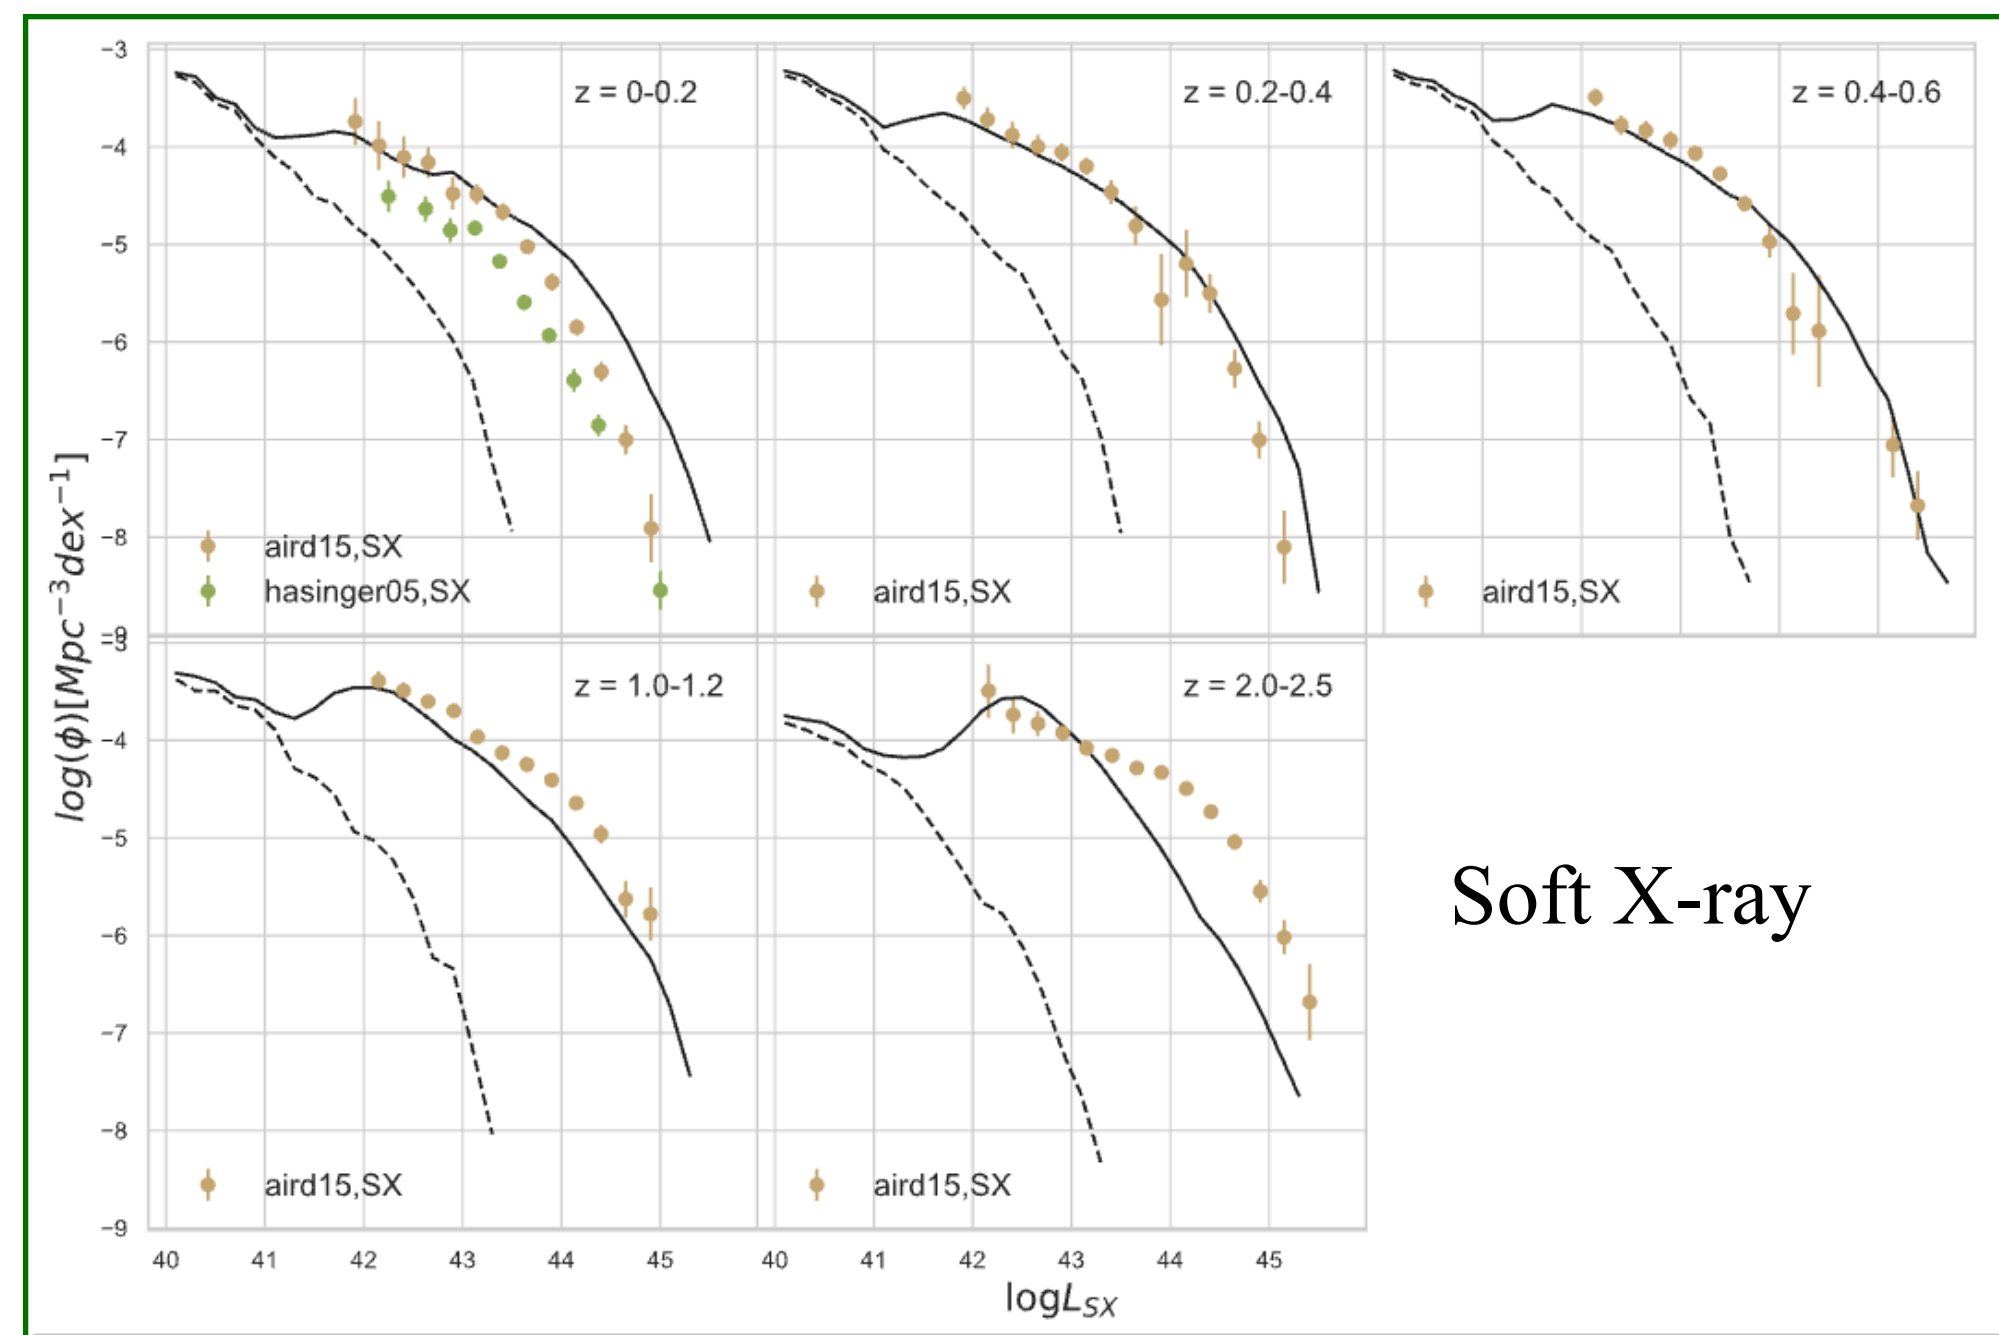 −3
−4
−5
−6
−7
−8
−9
z = 0-0.2
aird15,SX
hasinger05,SX
z = 0.2-0.4
aird15,SX
z = 0.4-0.6
aird15,SX
log(ϕ)[Mpc⁻³dex⁻¹]
−3
−4
−5
−6
−7
−8
−9
z = 1.0-1.2
aird15,SX
z = 2.0-2.5
aird15,SX
Soft X-ray
40 41 42 43 44 45 40 41 42 43 44 45
logL_SX